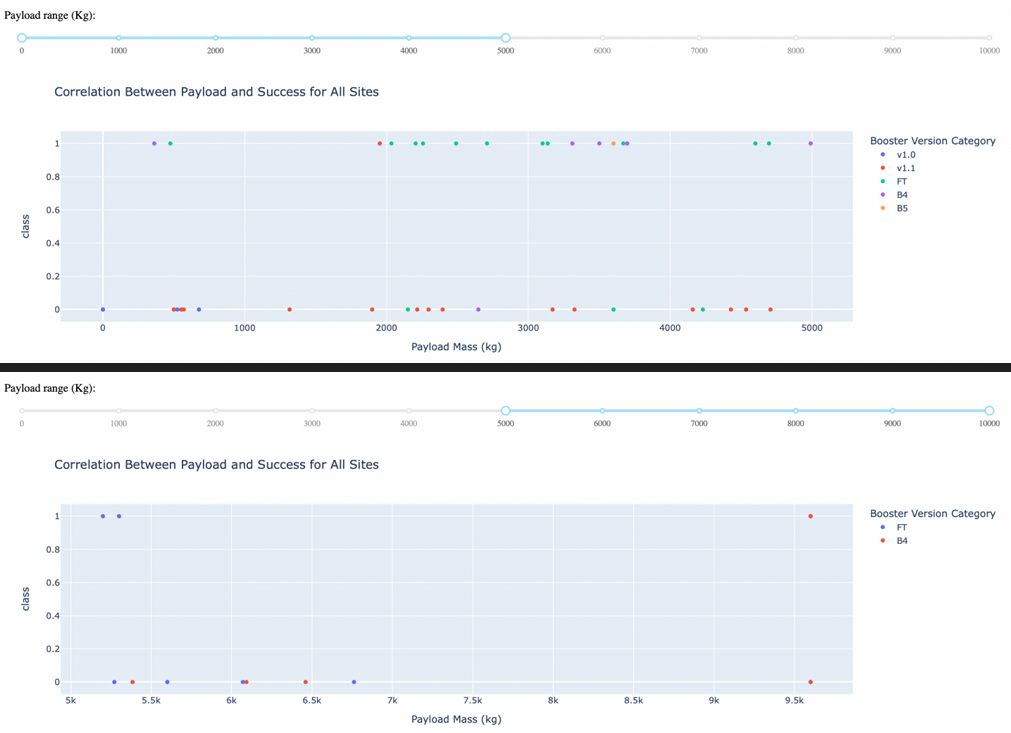 Payload range (Kg):
0 1000 2000 3000 4000 5000 6000 7000 8000 9000 10000
Correlation Between Payload and Success for All Sites
Booster Version Category
v1.0
v1.1
FT
B4
B5
1
0.8
0.6
0.4
0.2
0
class
0 1000 2000 3000 4000 5000
Payload Mass (kg)
Payload range (Kg):
0 1000 2000 3000 4000 5000 6000 7000 8000 9000 10000
Correlation Between Payload and Success for All Sites
Booster Version Category
FT
B4
1
0.8
0.6
0.4
0.2
0
class
5k 5.5k 6k 6.5k 7k 7.5k 8k 8.5k 9k 9.5k
Payload Mass (kg)